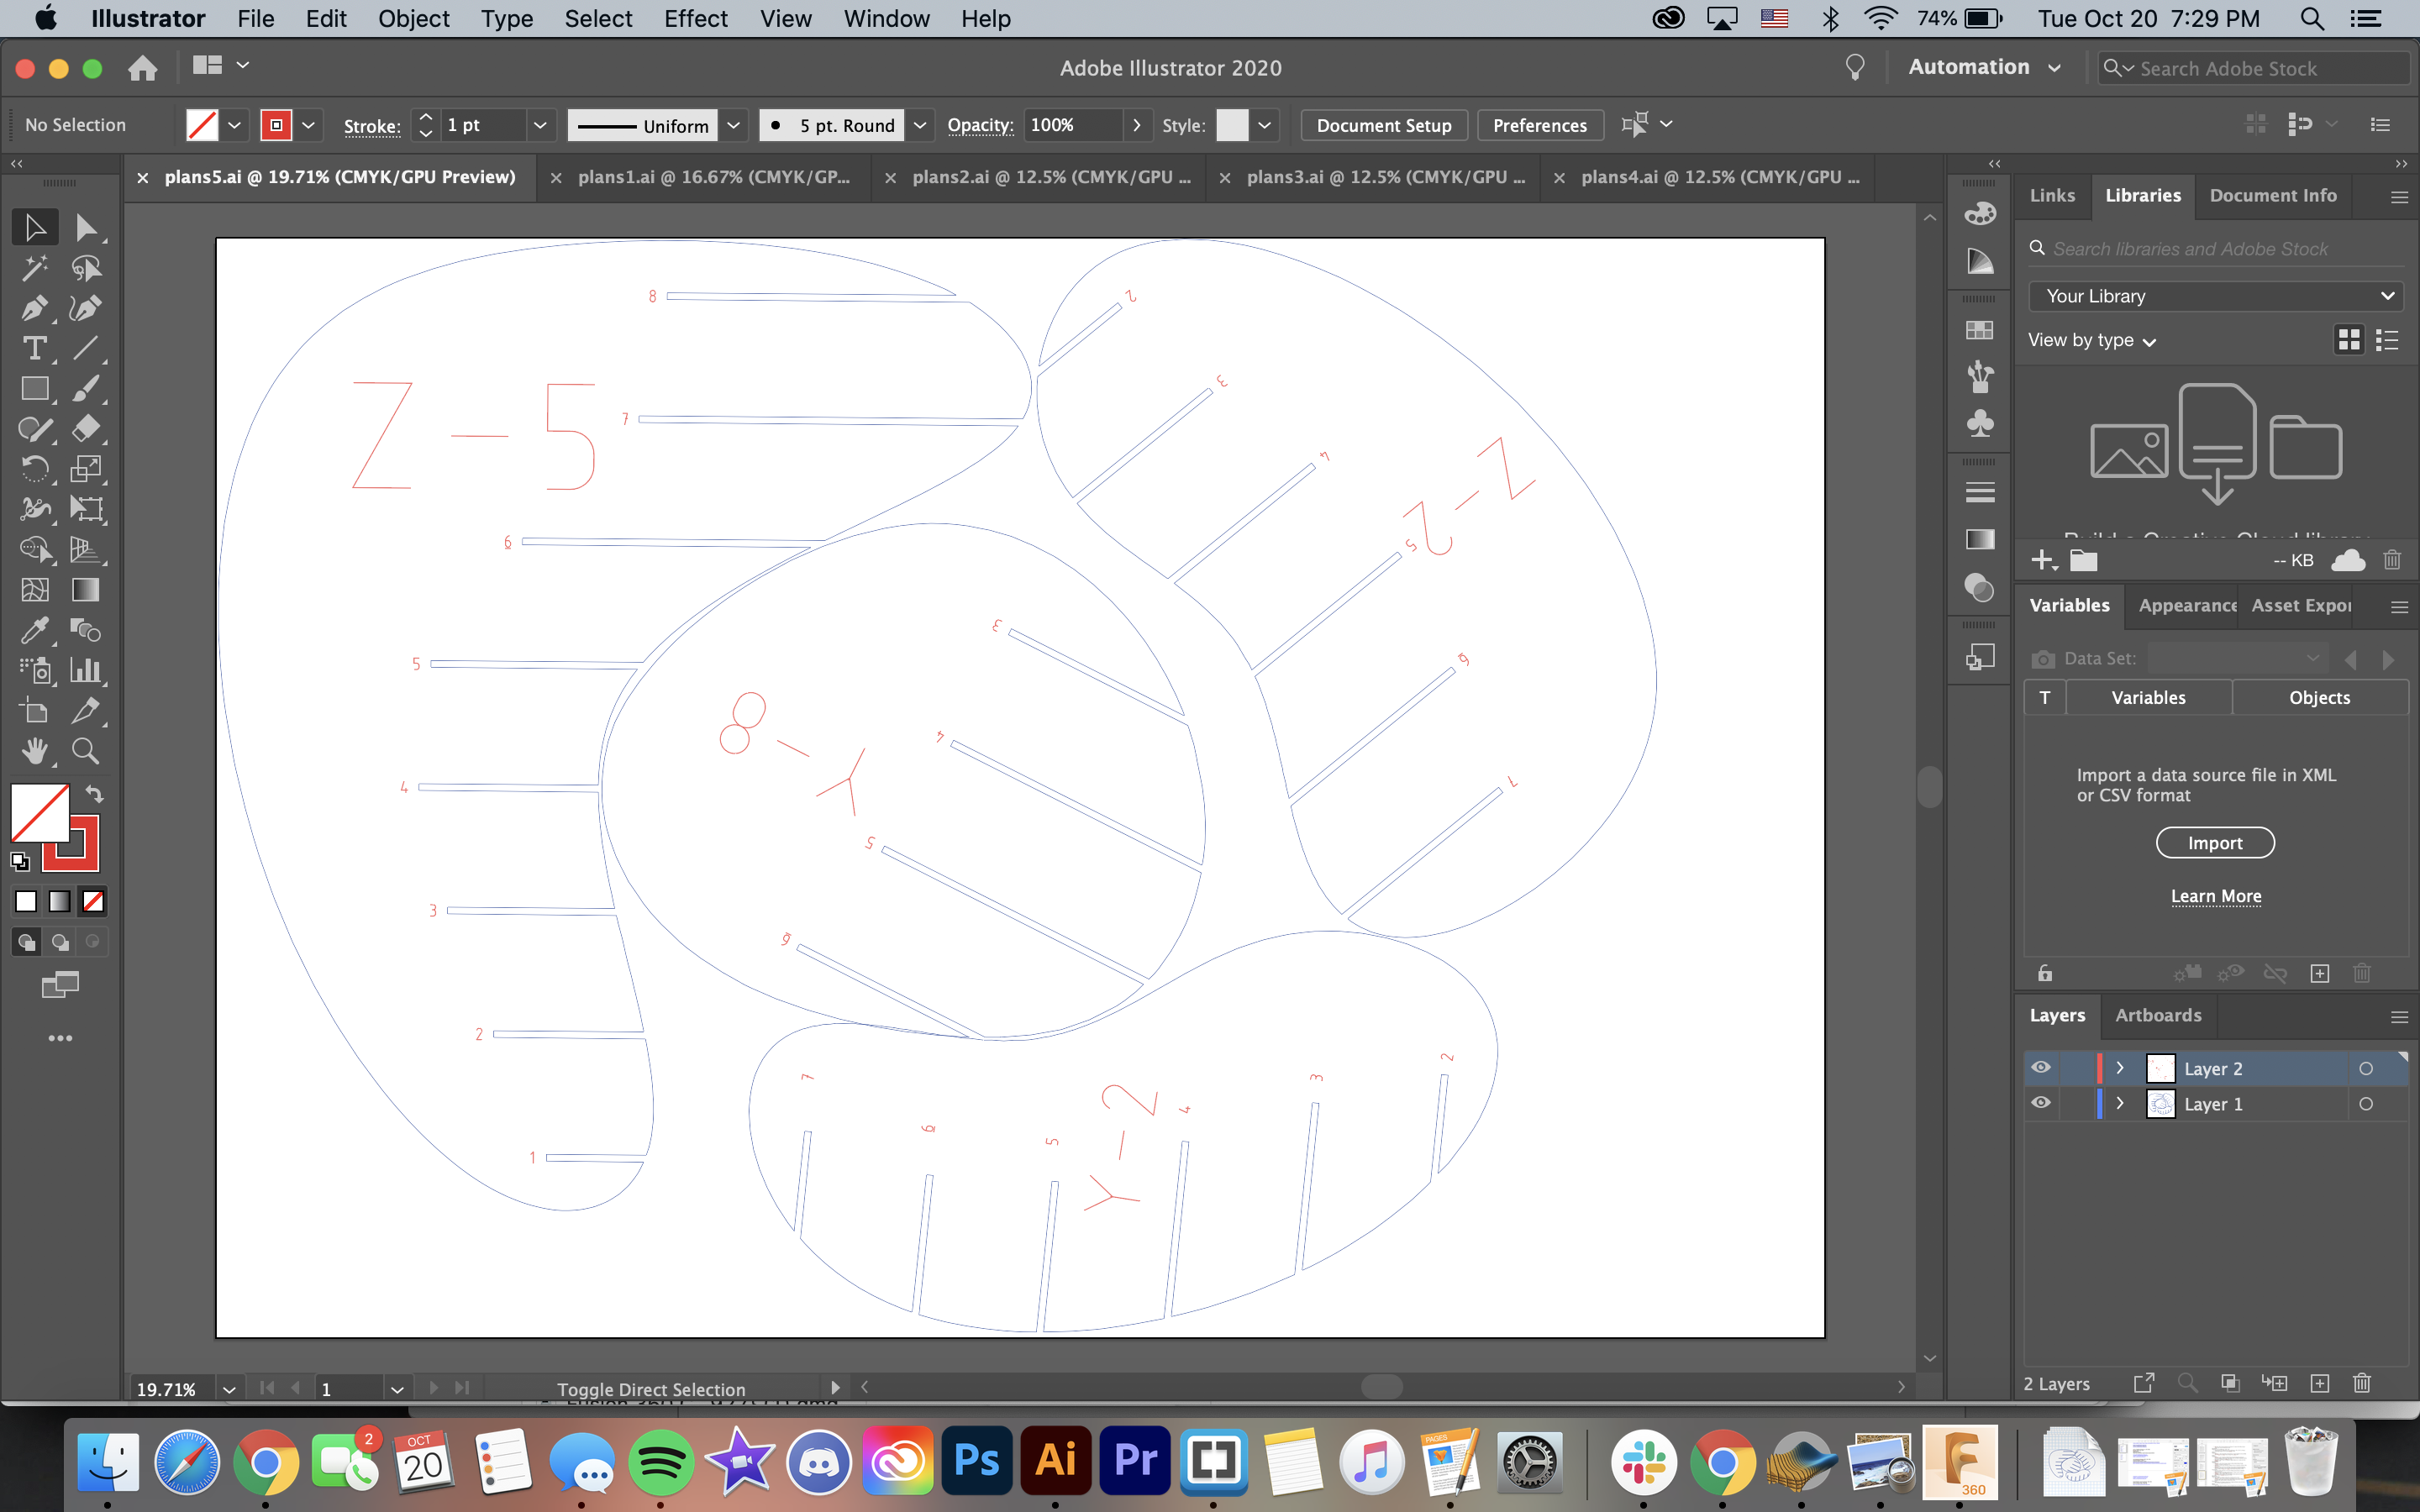 Illustrator File Edit Object Type Select Effect View Window Help 74% Tue Oct 20 7:29 PM
Adobe Illustrator 2020 Automation Search Adobe Stock
No Selection Stroke: 1 pt Uniform 5 pt. Round Opacity: 100% Style: Document Setup Preferences
plans5.ai @ 19.71% (CMYK/GPU Preview) plans1.ai @ 16.67% (CMYK/GP... plans2.ai @ 12.5% (CMYK/GPU ... plans3.ai @ 12.5% (CMYK/GPU ... plans4.ai @ 12.5% (CMYK/GPU ...
Z-5
8
7
6
5
4
3
2
1
Z-2
2
3
4
5
6
7
Y-8
3
4
5
6
Y-2
7
6
5
4
3
2
Links Libraries Document Info
Search libraries and Adobe Stock
Your Library
View by type
-- KB
Variables Appearance Asset Expor
Data Set:
T Variables Objects
Import a data source file in XML
or CSV format
Import
Learn More
Layers Artboards
Layer 2
Layer 1
2 Layers
19.71% 1 Toggle Direct Selection
2
OCT
20
Ps Ai Pr
PAGES
360